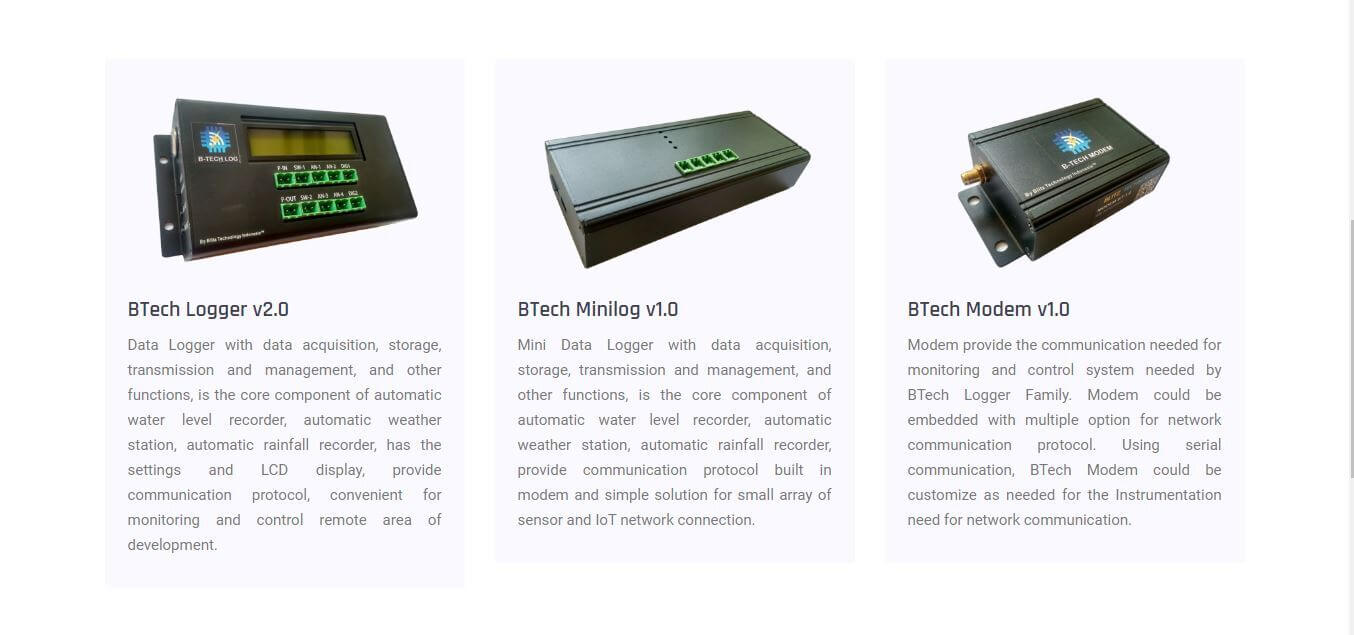 B-TECH LOG
P-IN SW-1 AN-1 AN-2 DIG1
P-OUT SW-2 AN-3 AN-4 DIG2
By Blits Technology Indonesia™
B-TECH MODEM
By Blits Technology Indonesia™
BTech Logger v2.0
Data Logger with data acquisition, storage,
transmission and management, and other
functions, is the core component of automatic
water level recorder, automatic weather
station, automatic rainfall recorder, has the
settings and LCD display, provide
communication protocol, convenient for
monitoring and control remote area of
development.
BTech Minilog v1.0
Mini Data Logger with data acquisition,
storage, transmission and management, and
other functions, is the core component of
automatic water level recorder, automatic
weather station, automatic rainfall recorder,
provide communication protocol built in
modem and simple solution for small array of
sensor and IoT network connection.
BTech Modem v1.0
Modem provide the communication needed for
monitoring and control system needed by
BTech Logger Family. Modem could be
embedded with multiple option for network
communication protocol. Using serial
communication, BTech Modem could be
customize as needed for the Instrumentation
need for network communication.